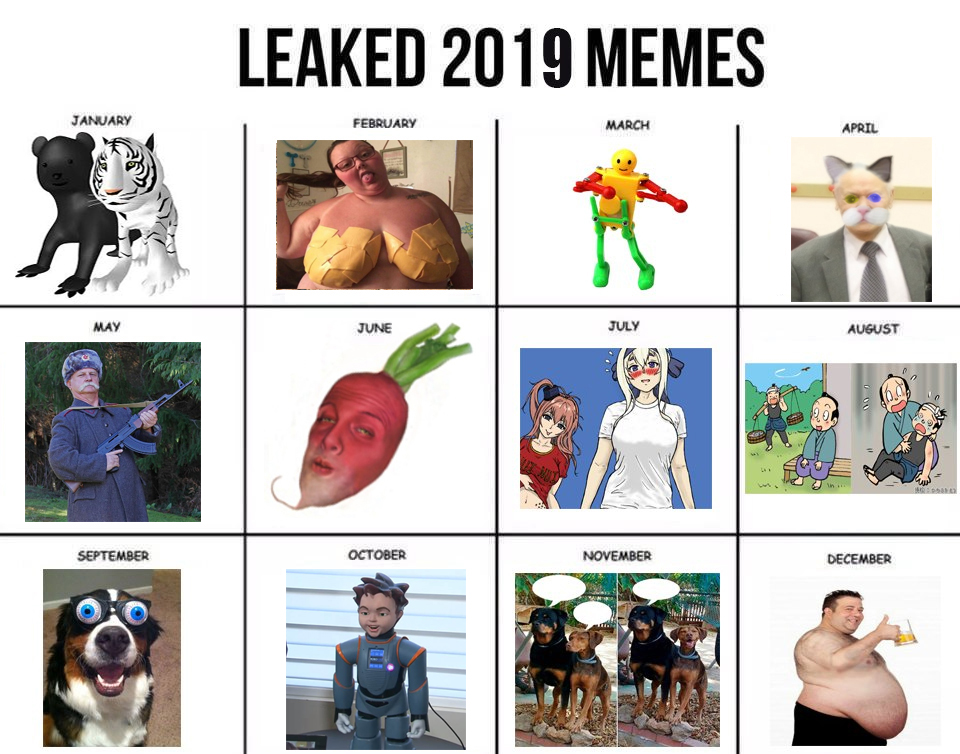 LEAKED 2019 MEMES
JANUARY
FEBRUARY
MARCH
APRIL
MAY
JUNE
JULY
AUGUST
SEPTEMBER
OCTOBER
NOVEMBER
DECEMBER